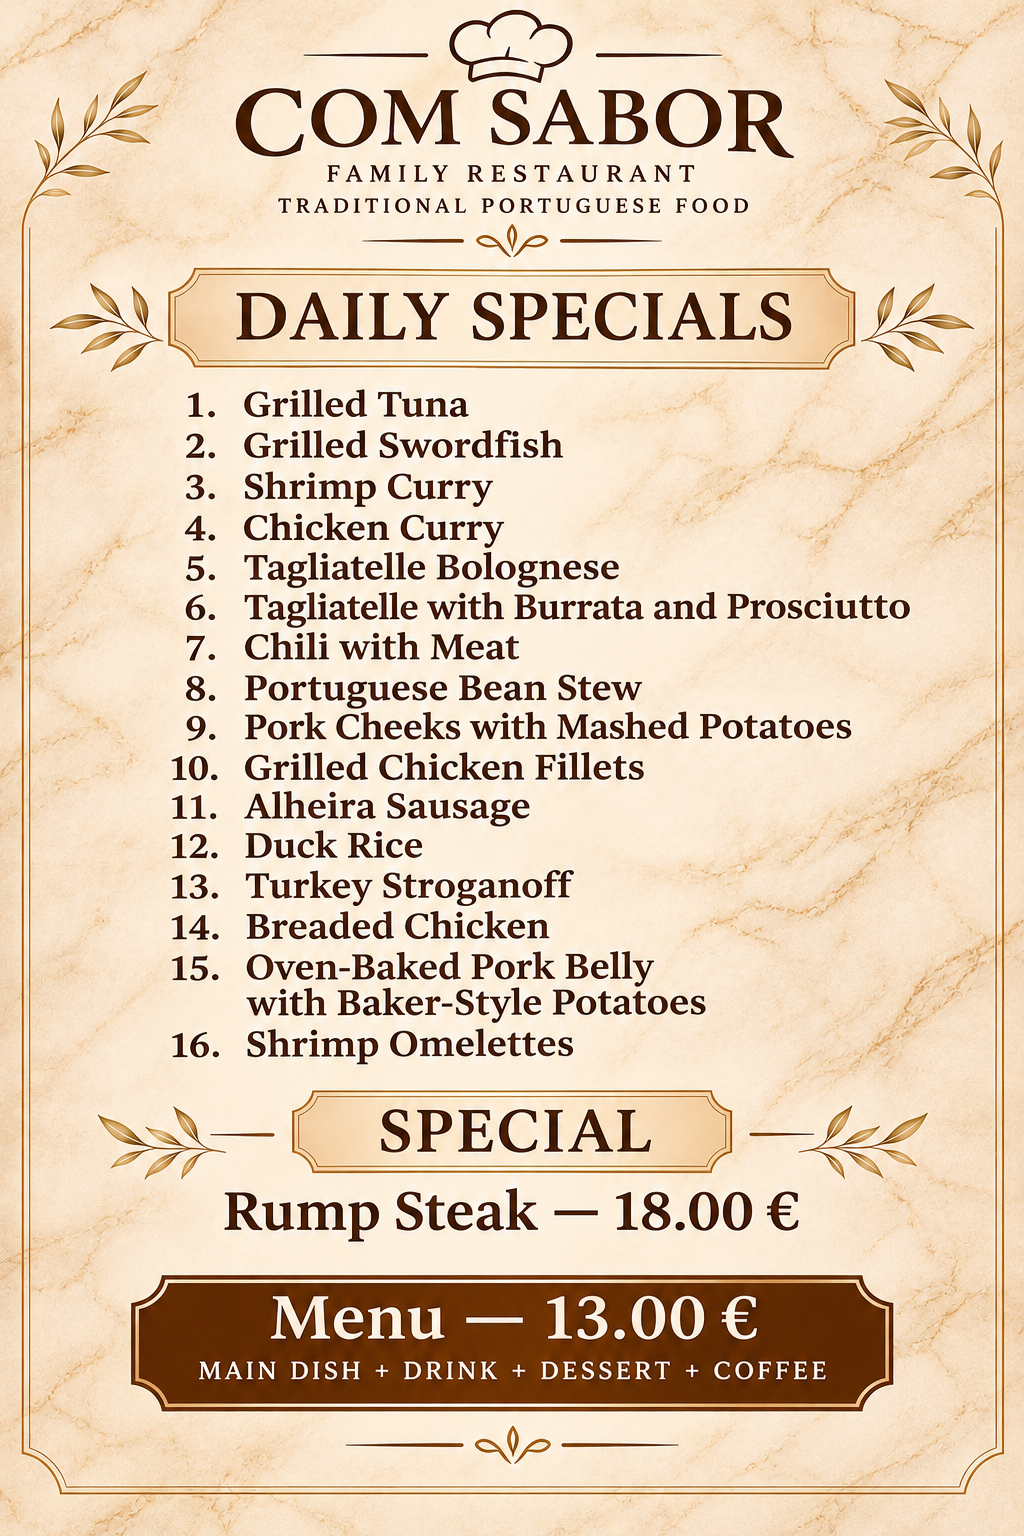 COM SABOR
FAMILY RESTAURANT
TRADITIONAL PORTUGUESE FOOD
DAILY SPECIALS
1. Grilled Tuna
2. Grilled Swordfish
3. Shrimp Curry
4. Chicken Curry
5. Tagliatelle Bolognese
6. Tagliatelle with Burrata and Prosciutto
7. Chili with Meat
8. Portuguese Bean Stew
9. Pork Cheeks with Mashed Potatoes
10. Grilled Chicken Fillets
11. Alheira Sausage
12. Duck Rice
13. Turkey Stroganoff
14. Breaded Chicken
15. Oven-Baked Pork Belly
with Baker-Style Potatoes
16. Shrimp Omelettes
SPECIAL
Rump Steak — 18.00 €
Menu — 13.00 €
MAIN DISH + DRINK + DESSERT + COFFEE